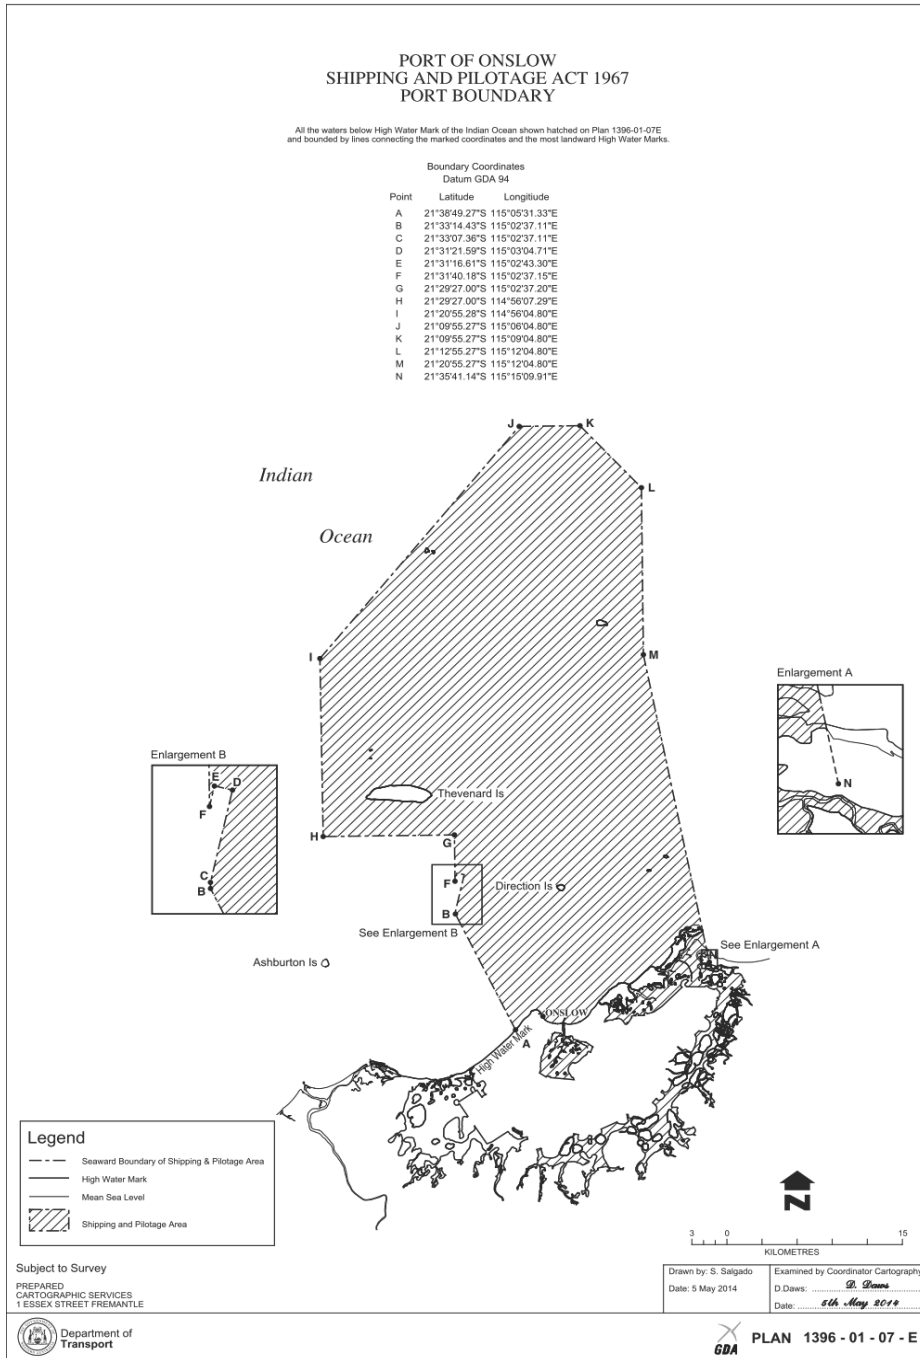 PORT OF ONSLOW
SHIPPING AND PILOTAGE ACT 1967
PORT BOUNDARY
All the waters below High Water Mark of the Indian Ocean shown hatched on Plan 1396-01-07E
and bounded by lines connecting the marked coordinates and the most landward High Water Marks.
Boundary Coordinates
Datum GDA 94
Point Latitude Longitiude
A 21°38'49.27"S 115°05'31.33"E
B 21°33'14.43"S 115°02'37.11"E
C 21°33'07.36"S 115°02'37.11"E
D 21°31'21.59"S 115°03'04.71"E
E 21°31'16.61"S 115°02'43.30"E
F 21°31'40.18"S 115°02'37.15"E
G 21°29'27.00"S 115°02'37.20"E
H 21°29'27.00"S 114°56'07.29"E
I 21°20'55.28"S 114°56'04.80"E
J 21°09'55.27"S 115°06'04.80"E
K 21°09'55.27"S 115°09'04.80"E
L 21°12'55.27"S 115°12'04.80"E
M 21°20'55.27"S 115°12'04.80"E
N 21°35'41.14"S 115°15'09.91"E
J K
Indian
L
Ocean
I
M
Enlargement A
N
Enlargement B
E D
F
C
B
Thevenard Is
H
G
F
Direction Is
B
See Enlargement B
See Enlargement A
N
Ashburton Is
ONSLOW
A
High Water Mark
Legend
Seaward Boundary of Shipping & Pilotage Area
High Water Mark
Mean Sea Level
Shipping and Pilotage Area
N
3 0 15
KILOMETRES
Subject to Survey
PREPARED
CARTOGRAPHIC SERVICES
1 ESSEX STREET FREMANTLE
Drawn by: S. Salgado
Date: 5 May 2014
Examined by Coordinator Cartography
D.Daws: D. Daws
Date: 5th May 2014
Department of
Transport
GDA
PLAN 1396 - 01 - 07 - E